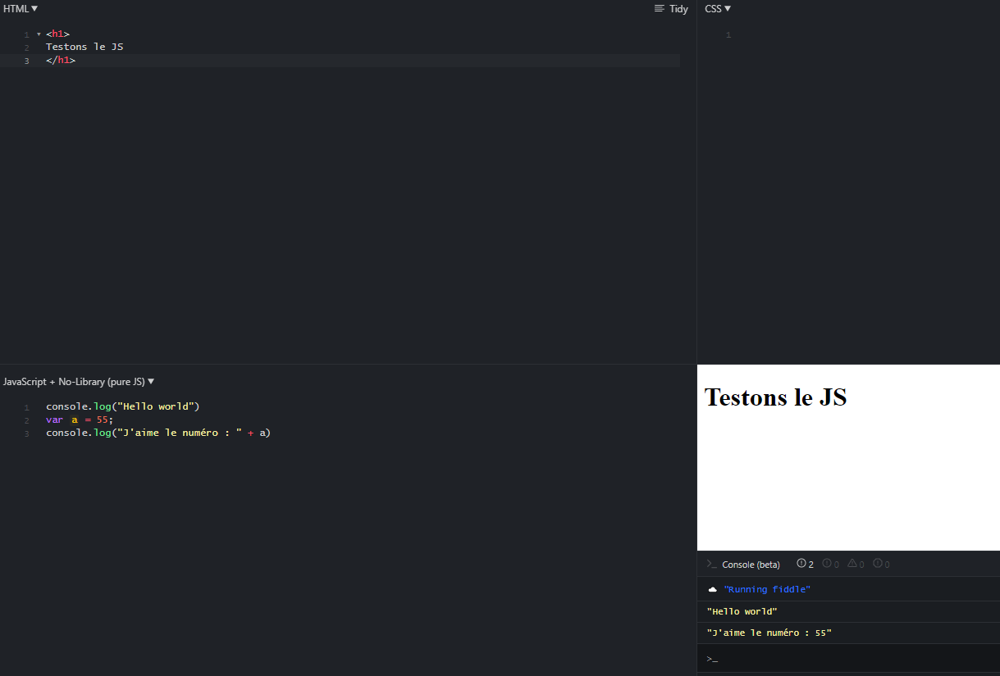 HTML ▼ Tidy
1 ▾ <h1>
2 Testons le JS
3 </h1>
CSS ▼
1
JavaScript + No-Library (pure JS) ▼
1 console.log("Hello world")
2 var a = 55;
3 console.log("J'aime le numéro : " + a)
Testons le JS
>_ Console (beta) 2 0 0 0
"Running fiddle"
"Hello world"
"J'aime le numéro : 55"
>_